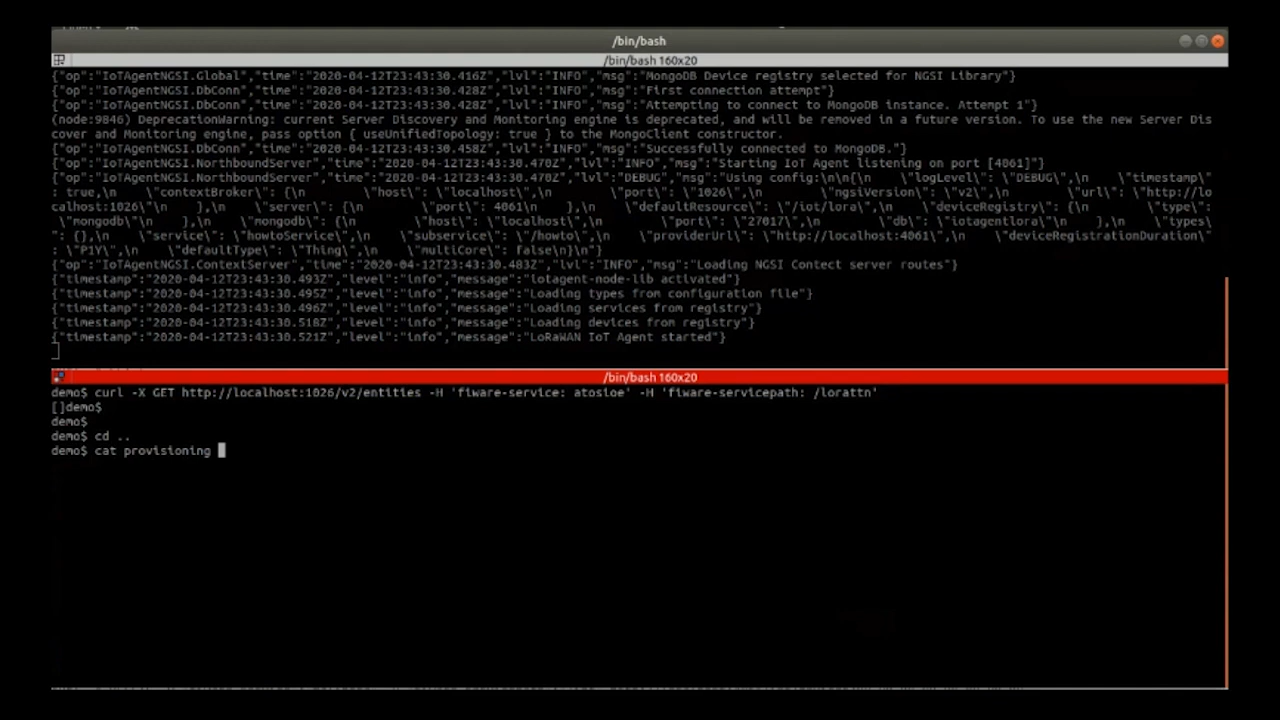 /bin/bash
/bin/bash 160x20
{"op":"IoTAgentNGSI.Global","time":"2020-04-12T23:43:30.416Z","lvl":"INFO","msg":"MongoDB Device registry selected for NGSI Library"}
{"op":"IoTAgentNGSI.DbConn","time":"2020-04-12T23:43:30.428Z","lvl":"INFO","msg":"First connection attempt"}
{"op":"IoTAgentNGSI.DbConn","time":"2020-04-12T23:43:30.428Z","lvl":"INFO","msg":"Attempting to connect to MongoDB instance. Attempt 1"}
(node:9846) DeprecationWarning: current Server Discovery and Monitoring engine is deprecated, and will be removed in a future version. To use the new Server Dis
cover and Monitoring engine, pass option { useUnifiedTopology: true } to the MongoClient constructor.
{"op":"IoTAgentNGSI.DbConn","time":"2020-04-12T23:43:30.458Z","lvl":"INFO","msg":"Successfully connected to MongoDB."}
{"op":"IoTAgentNGSI.NorthboundServer","time":"2020-04-12T23:43:30.470Z","lvl":"INFO","msg":"Starting IoT Agent listening on port [4061]"}
{"op":"IoTAgentNGSI.NorthboundServer","time":"2020-04-12T23:43:30.470Z","lvl":"DEBUG","msg":"Using config:\n\n{\n    \"logLevel\": \"DEBUG\",\n    \"timestamp\"
: true,\n    \"contextBroker\": {\n        \"host\": \"localhost\",\n        \"port\": \"1026\",\n        \"ngsiVersion\": \"v2\",\n        \"url\": \"http://lo
calhost:1026\"\n    },\n    \"server\": {\n        \"port\": 4061\n    },\n    \"defaultResource\": \"/iot/lora\",\n    \"deviceRegistry\": {\n        \"type\":
 \"mongodb\"\n    },\n    \"mongodb\": {\n        \"host\": \"localhost\",\n        \"port\": \"27017\",\n        \"db\": \"iotagentlora\"\n    },\n    \"types\
": {},\n    \"service\": \"howtoService\",\n    \"subservice\": \"/howto\",\n    \"providerUrl\": \"http://localhost:4061\",\n    \"deviceRegistrationDuration\"
: \"P1Y\",\n    \"defaultType\": \"Thing\",\n    \"multiCore\": false\n}\n"}
{"op":"IoTAgentNGSI.ContextServer","time":"2020-04-12T23:43:30.483Z","lvl":"INFO","msg":"Loading NGSI Contect server routes"}
{"timestamp":"2020-04-12T23:43:30.493Z","level":"info","message":"iotagent-node-lib activated"}
{"timestamp":"2020-04-12T23:43:30.495Z","level":"info","message":"Loading types from configuration file"}
{"timestamp":"2020-04-12T23:43:30.496Z","level":"info","message":"Loading services from registry"}
{"timestamp":"2020-04-12T23:43:30.518Z","level":"info","message":"Loading devices from registry"}
{"timestamp":"2020-04-12T23:43:30.521Z","level":"info","message":"LoRaWAN IoT Agent started"}
/bin/bash 160x20
demo$ curl -X GET http://localhost:1026/v2/entities -H 'fiware-service: atosioe' -H 'fiware-servicepath: /lorattn'
[]demo$
demo$
demo$ cd ..
demo$ cat provisioning